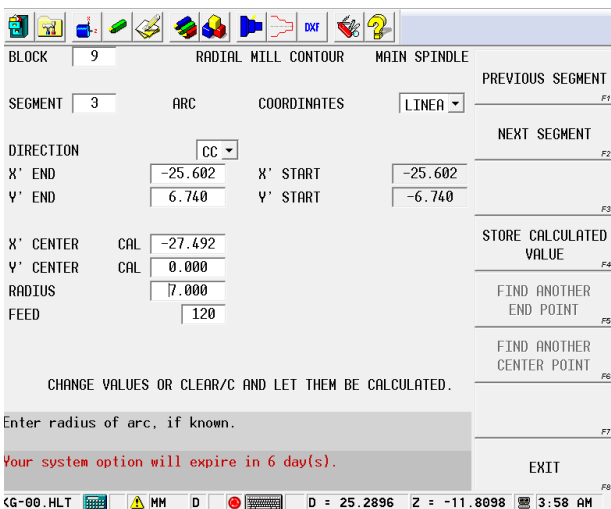 DXF
BLOCK 9 RADIAL MILL CONTOUR MAIN SPINDLE
PREVIOUS SEGMENT
F1
SEGMENT 3 ARC COORDINATES LINEA
NEXT SEGMENT
F2
DIRECTION CC
X' END -25.602 X' START -25.602
Y' END 6.740 Y' START -6.740
F3
STORE CALCULATED
VALUE
F4
X' CENTER CAL -27.492
Y' CENTER CAL 0.000
RADIUS 7.000
FEED 120
FIND ANOTHER
END POINT
F5
FIND ANOTHER
CENTER POINT
F6
CHANGE VALUES OR CLEAR/C AND LET THEM BE CALCULATED.
Enter radius of arc, if known.
F7
Your system option will expire in 6 day(s).
EXIT
F8
KG-00.HLT MM D D = 25.2896 Z = -11.8098 3:58 AM